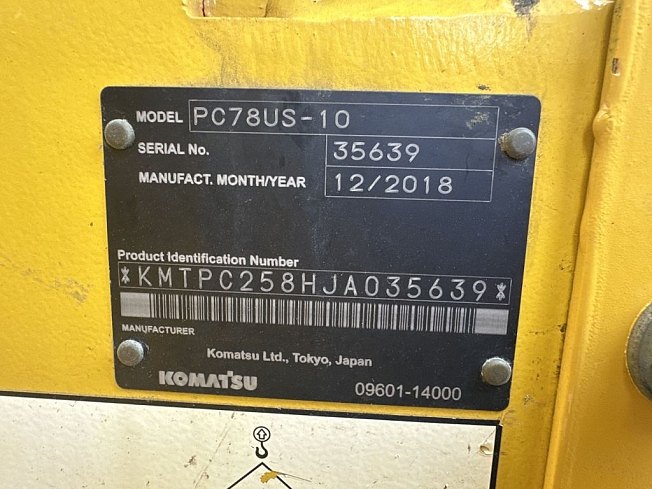 MODEL PC78US-10
SERIAL No. 35639
MANUFACT. MONTH/YEAR 12/2018
Product Identification Number
*KMTPC258HJA035639*
MANUFACTURER
Komatsu Ltd., Tokyo, Japan
KOMATSU 09601-14000